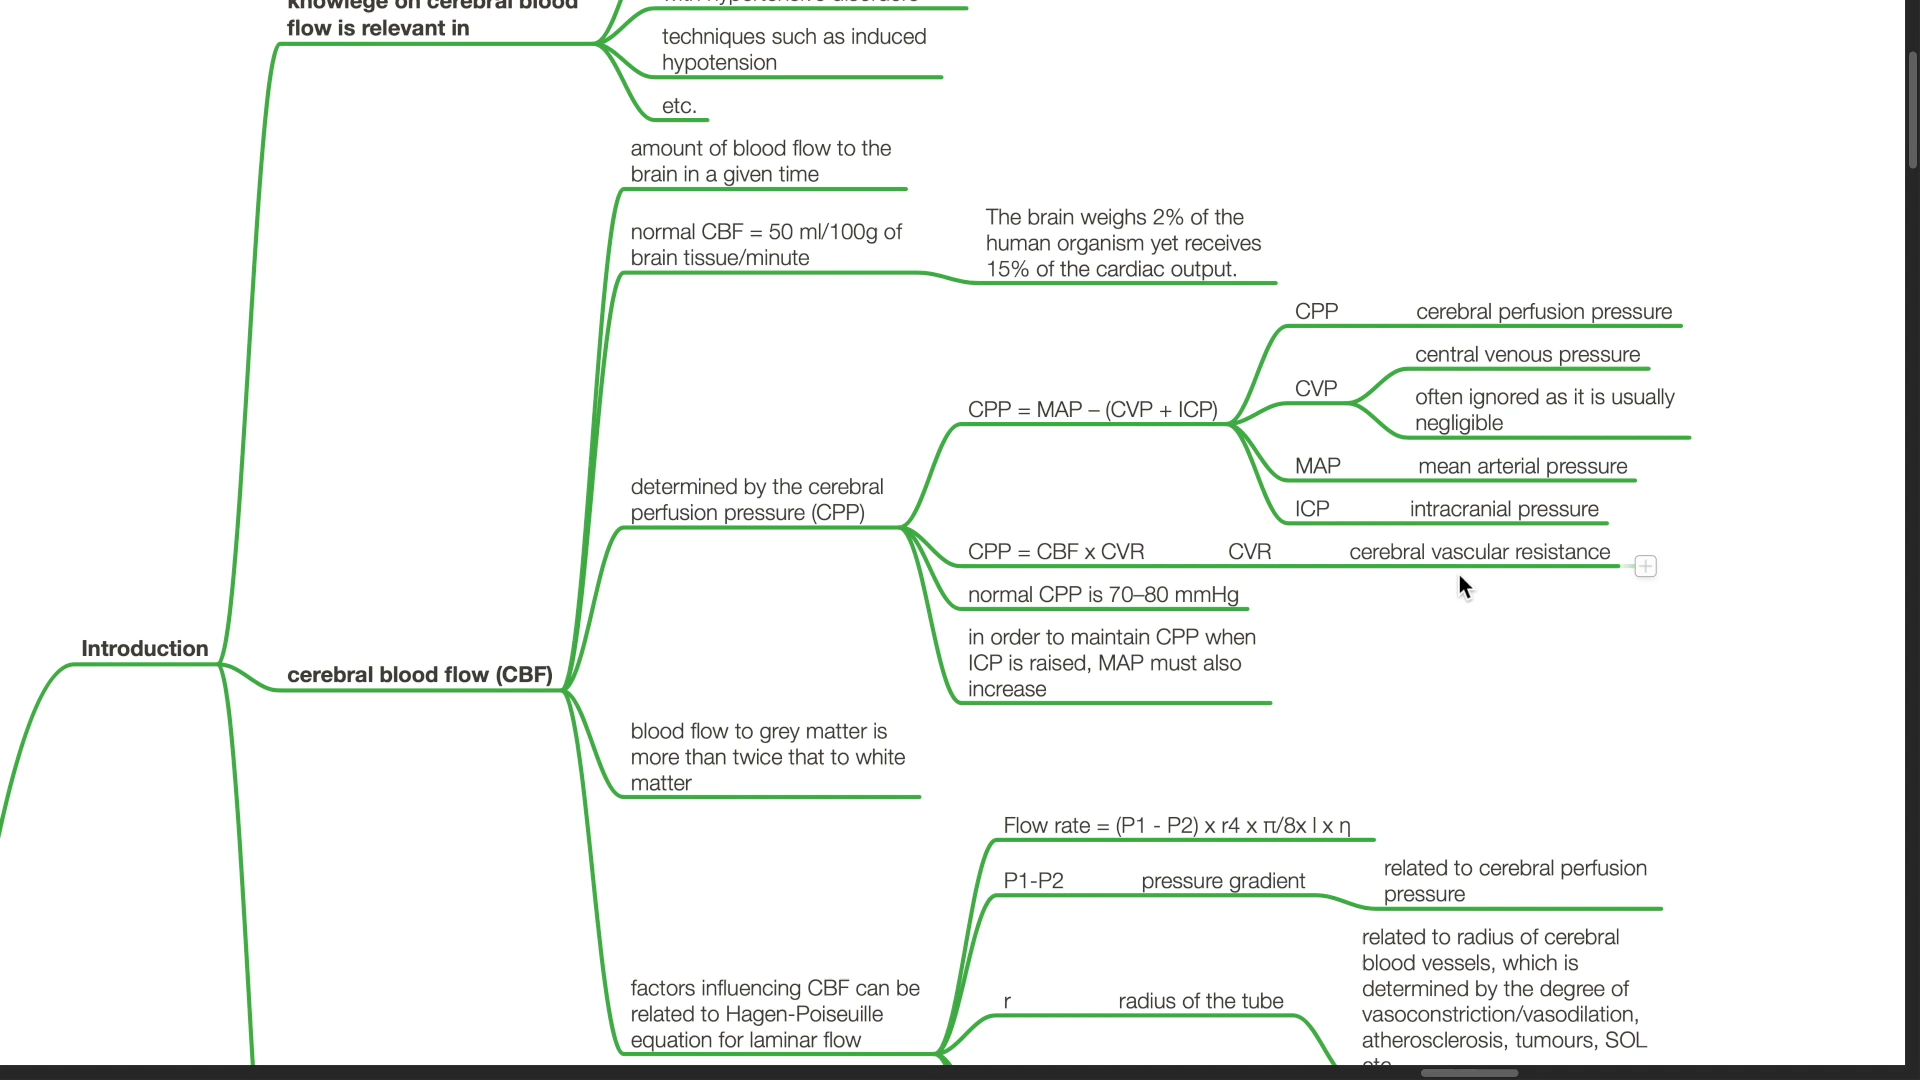 knowlege on cerebral blood
flow is relevant in
with hypertensive disorders
techniques such as induced
hypotension
etc.
amount of blood flow to the
brain in a given time
normal CBF = 50 ml/100g of
brain tissue/minute
The brain weighs 2% of the
human organism yet receives
15% of the cardiac output.
CPP
cerebral perfusion pressure
central venous pressure
CVP
often ignored as it is usually
negligible
CPP = MAP – (CVP + ICP)
MAP
mean arterial pressure
ICP
intracranial pressure
determined by the cerebral
perfusion pressure (CPP)
CPP = CBF x CVR
CVR
cerebral vascular resistance
normal CPP is 70–80 mmHg
in order to maintain CPP when
ICP is raised, MAP must also
increase
Introduction
cerebral blood flow (CBF)
blood flow to grey matter is
more than twice that to white
matter
Flow rate = (P1 - P2) x r4 x π/8x l x η
P1-P2
pressure gradient
related to cerebral perfusion
pressure
factors influencing CBF can be
related to Hagen-Poiseuille
equation for laminar flow
r
radius of the tube
related to radius of cerebral
blood vessels, which is
determined by the degree of
vasoconstriction/vasodilation,
atherosclerosis, tumours, SOL
etc